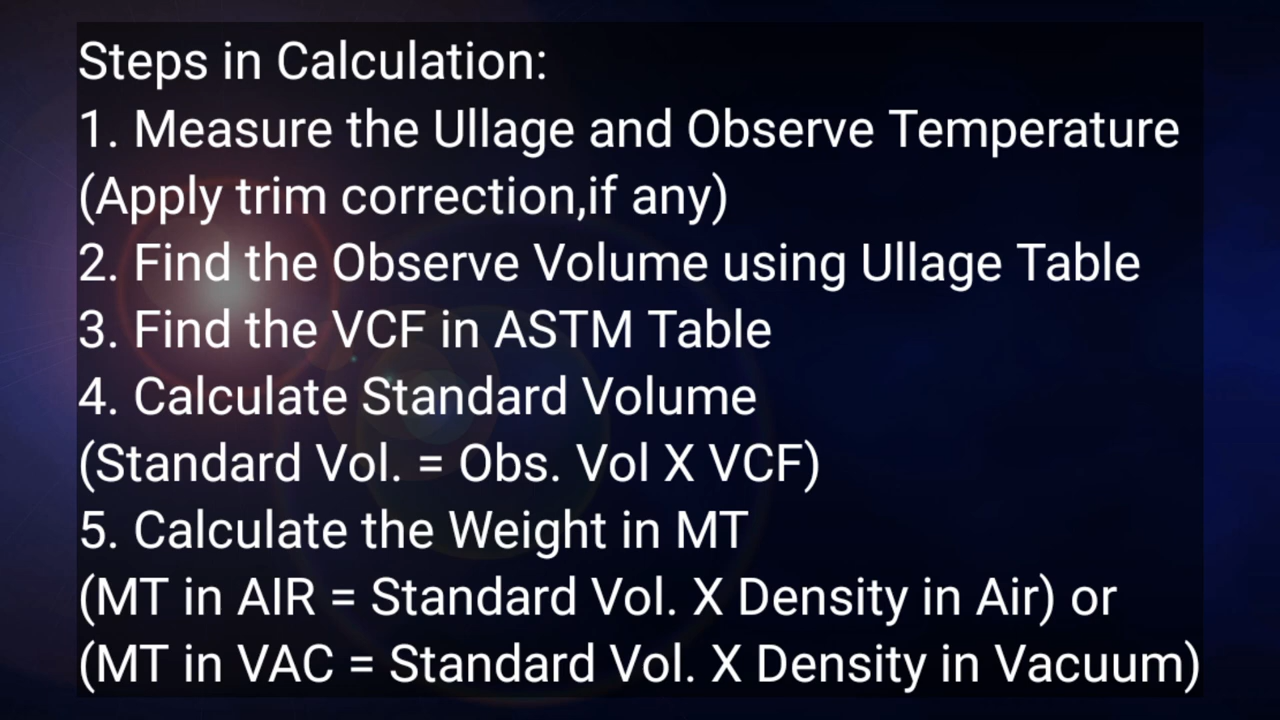 Steps in Calculation:
1. Measure the Ullage and Observe Temperature
(Apply trim correction,if any)
2. Find the Observe Volume using Ullage Table
3. Find the VCF in ASTM Table
4. Calculate Standard Volume
(Standard Vol. = Obs. Vol X VCF)
5. Calculate the Weight in MT
(MT in AIR = Standard Vol. X Density in Air) or
(MT in VAC = Standard Vol. X Density in Vacuum)